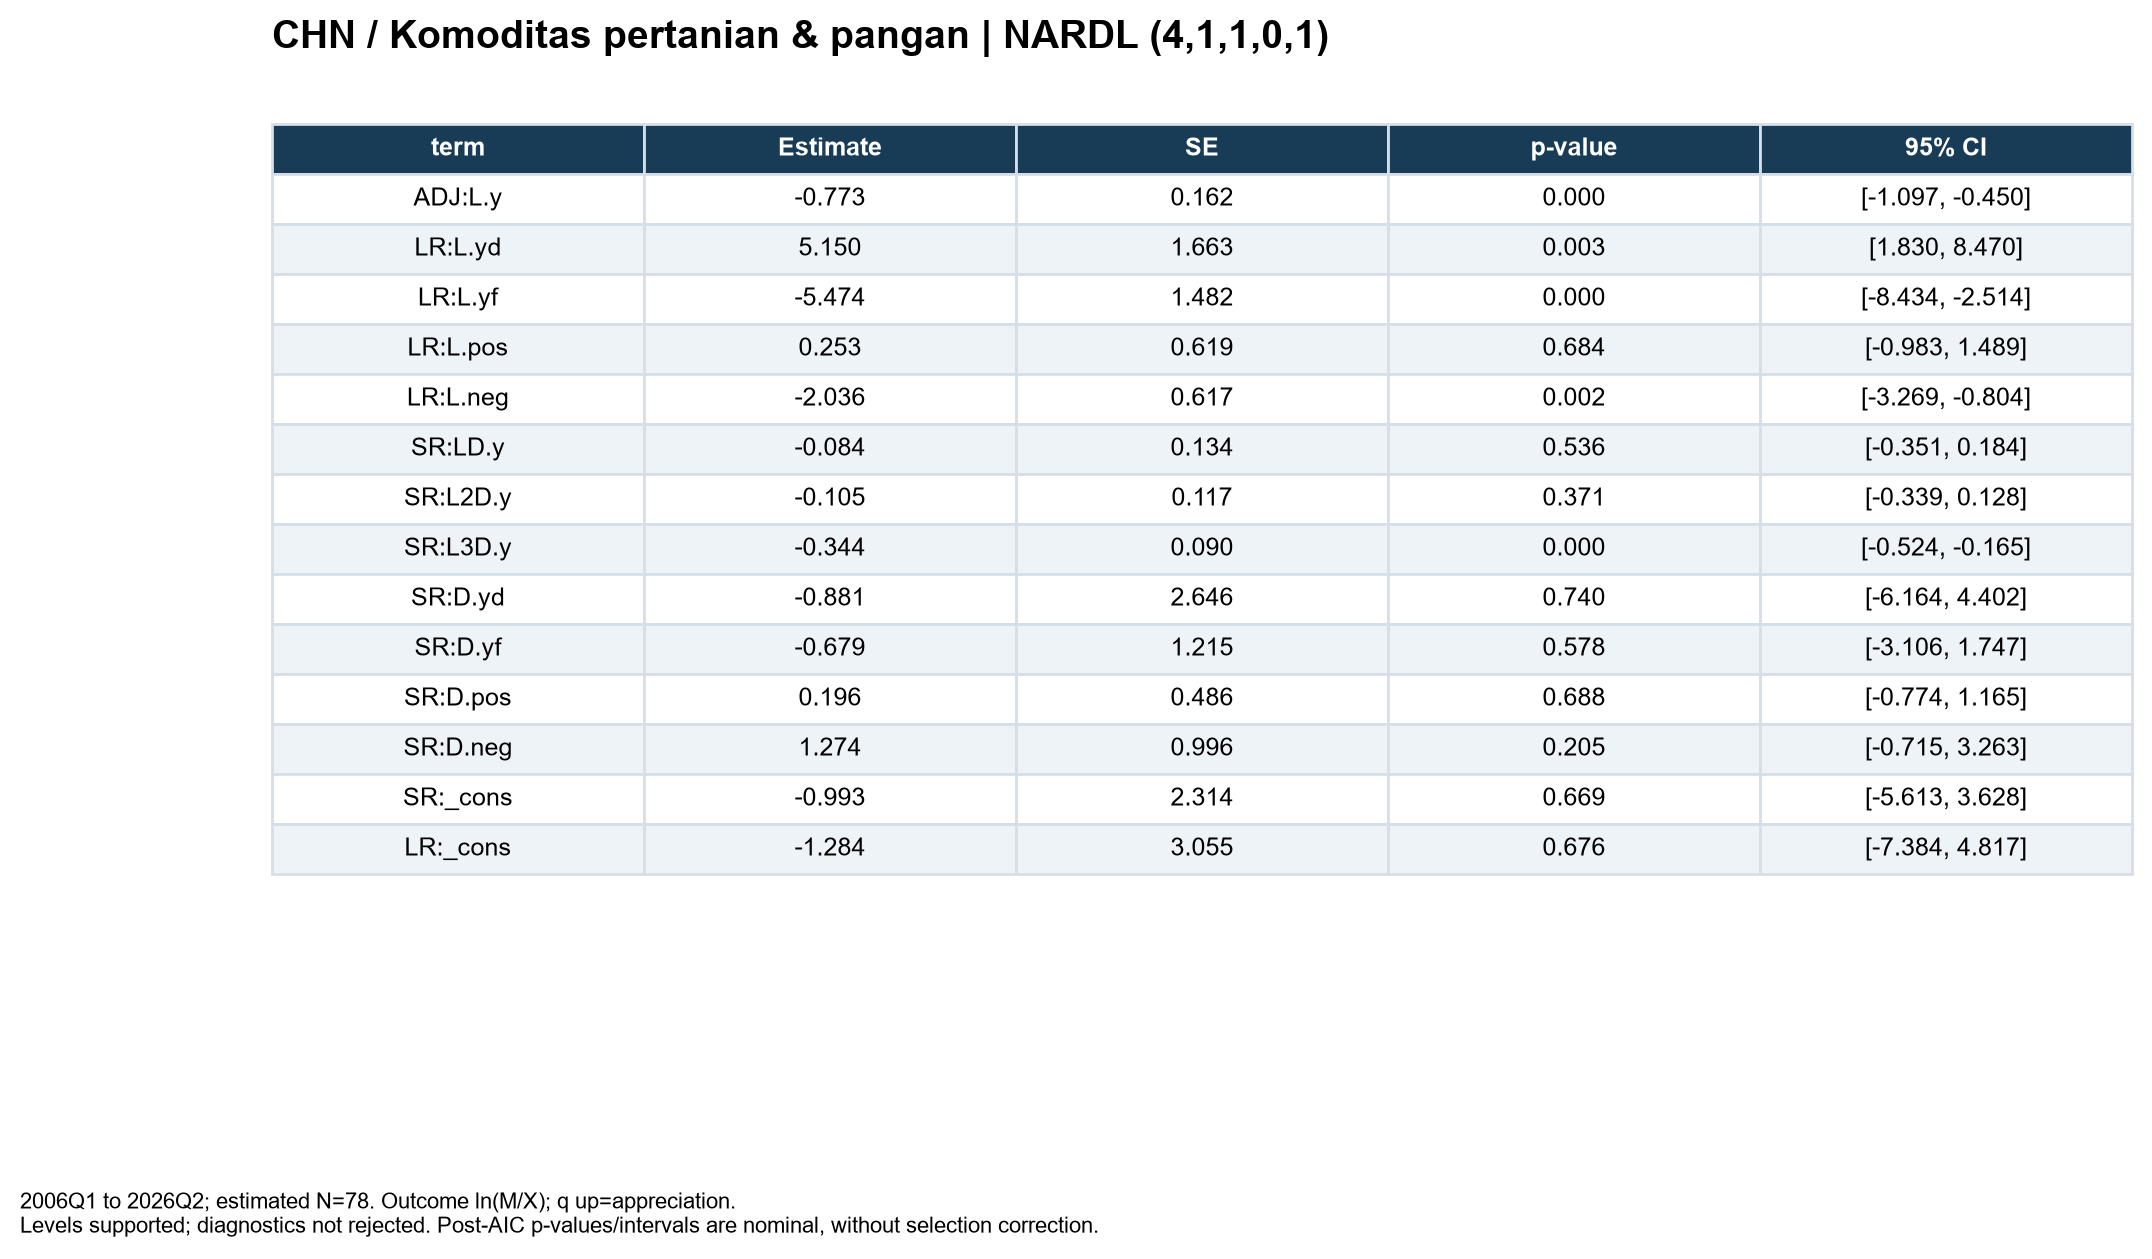 CHN / Komoditas pertanian & pangan | NARDL (4,1,1,0,1)
term Estimate SE p-value 95% CI
ADJ:L.y -0.773 0.162 0.000 [-1.097, -0.450]
LR:L.yd 5.150 1.663 0.003 [1.830, 8.470]
LR:L.yf -5.474 1.482 0.000 [-8.434, -2.514]
LR:L.pos 0.253 0.619 0.684 [-0.983, 1.489]
LR:L.neg -2.036 0.617 0.002 [-3.269, -0.804]
SR:LD.y -0.084 0.134 0.536 [-0.351, 0.184]
SR:L2D.y -0.105 0.117 0.371 [-0.339, 0.128]
SR:L3D.y -0.344 0.090 0.000 [-0.524, -0.165]
SR:D.yd -0.881 2.646 0.740 [-6.164, 4.402]
SR:D.yf -0.679 1.215 0.578 [-3.106, 1.747]
SR:D.pos 0.196 0.486 0.688 [-0.774, 1.165]
SR:D.neg 1.274 0.996 0.205 [-0.715, 3.263]
SR:_cons -0.993 2.314 0.669 [-5.613, 3.628]
LR:_cons -1.284 3.055 0.676 [-7.384, 4.817]
2006Q1 to 2026Q2; estimated N=78. Outcome ln(M/X); q up=appreciation.
Levels supported; diagnostics not rejected. Post-AIC p-values/intervals are nominal, without selection correction.